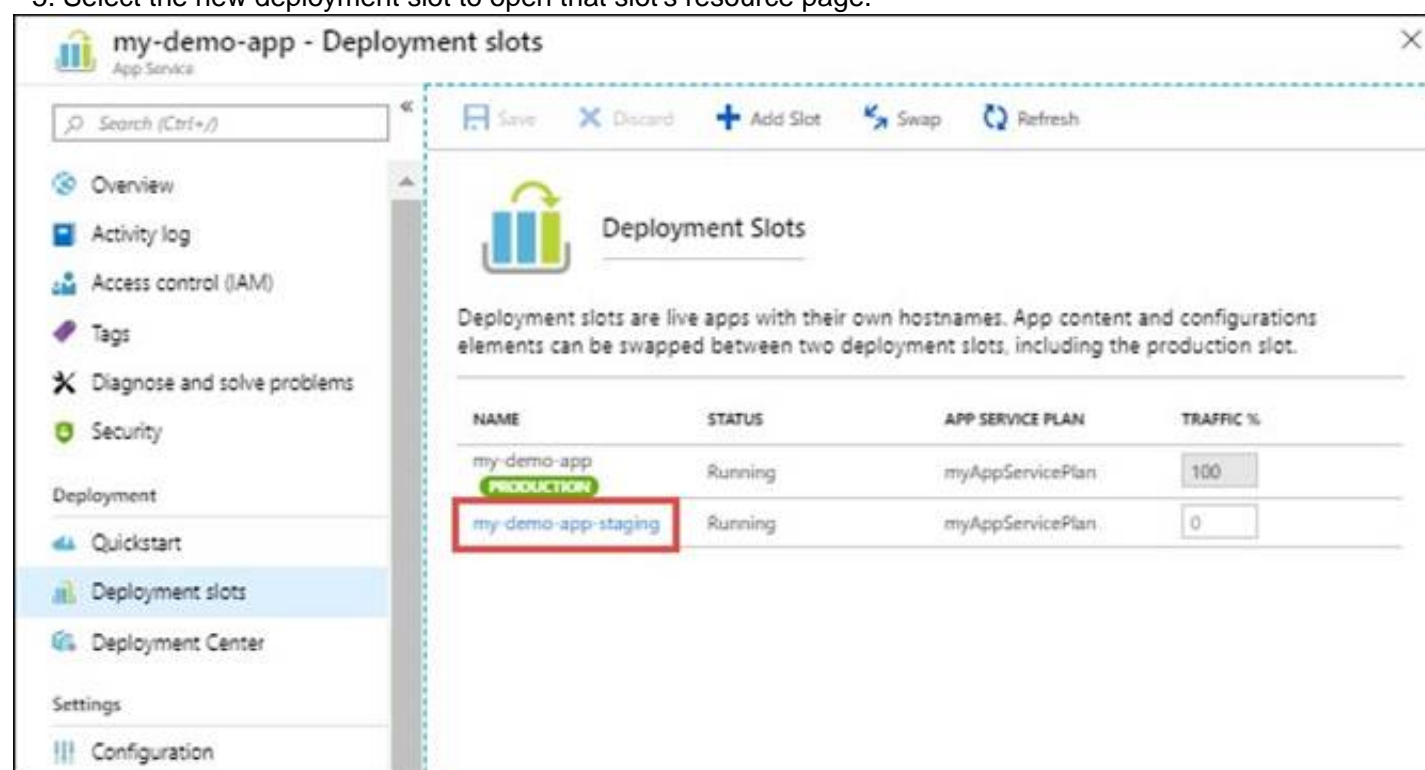 5. Select the new deployment slot to open that slot's resource page.
my-demo-app - Deployment slots
App Service
Search (Ctrl+/)
Overview
Activity log
Access control (IAM)
Tags
Diagnose and solve problems
Security
Deployment
Quickstart
Deployment slots
Deployment Center
Settings
Configuration
Save Discard Add Slot Swap Refresh
Deployment Slots
Deployment slots are live apps with their own hostnames. App content and configurations
elements can be swapped between two deployment slots, including the production slot.
NAME STATUS APP SERVICE PLAN TRAFFIC %
my-demo-app Running myAppServicePlan 100
PRODUCTION
my-demo-app-staging Running myAppServicePlan 0